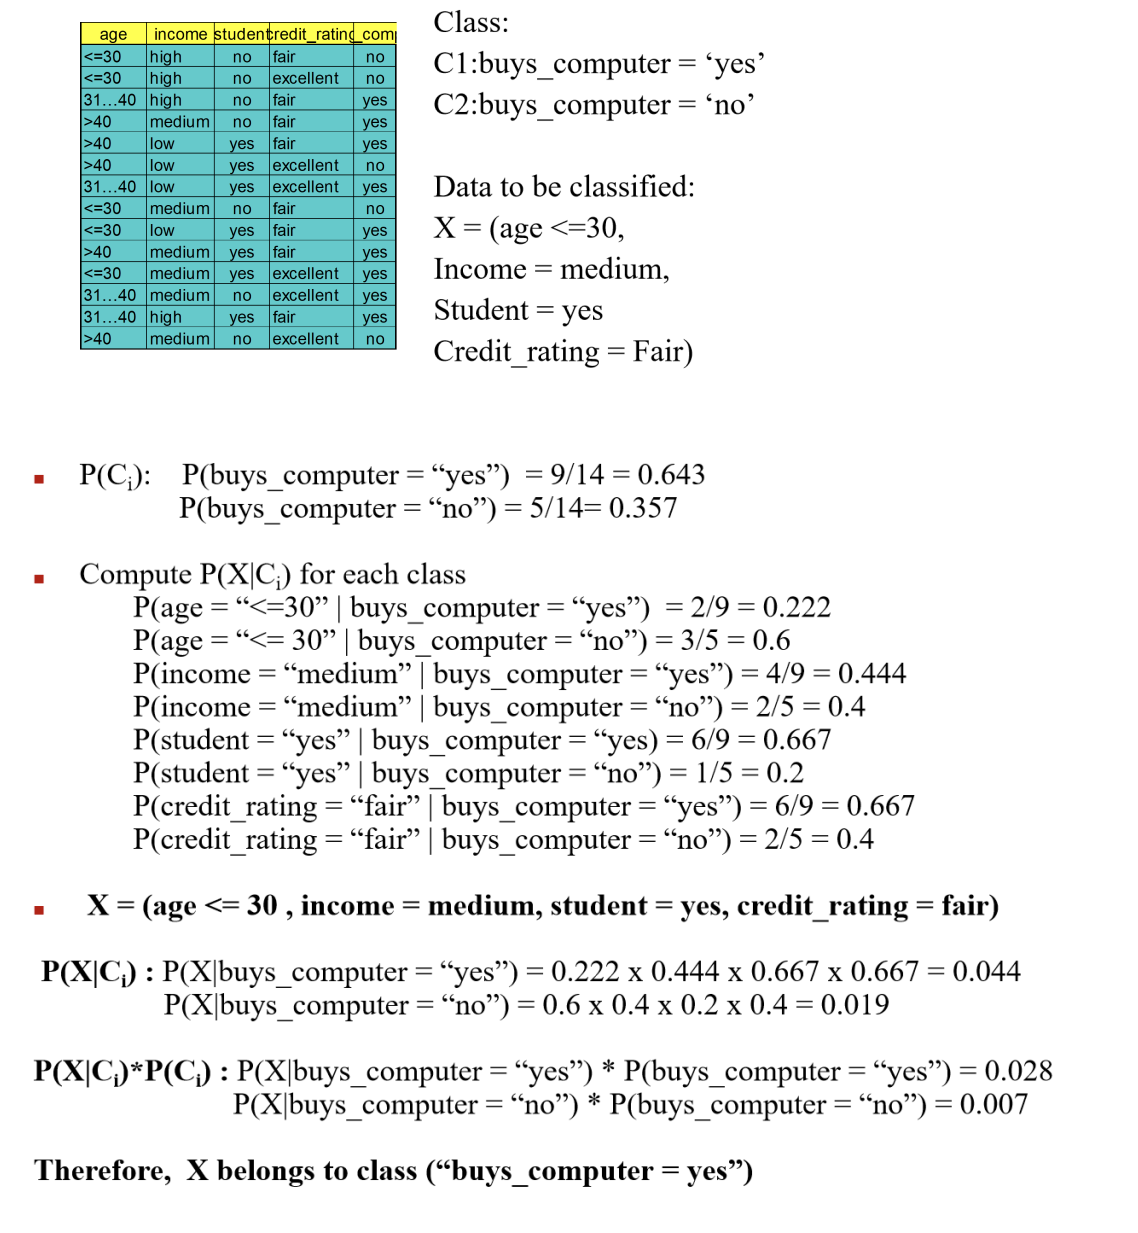 age income student credit_rating _com
<=30 high no fair no
<=30 high no excellent no
31…40 high no fair yes
>40 medium no fair yes
>40 low yes fair yes
>40 low yes excellent no
31…40 low yes excellent yes
<=30 medium no fair no
<=30 low yes fair yes
>40 medium yes fair yes
<=30 medium yes excellent yes
31…40 medium no excellent yes
31…40 high yes fair yes
>40 medium no excellent no
Class:
C1:buys_computer = ‘yes’
C2:buys_computer = ‘no’
Data to be classified:
X = (age <=30,
Income = medium,
Student = yes
Credit_rating = Fair)
▪ P(Ci): P(buys_computer = “yes”) = 9/14 = 0.643
P(buys_computer = “no”) = 5/14= 0.357
▪ Compute P(X|Ci) for each class
P(age = “<=30” | buys_computer = “yes”) = 2/9 = 0.222
P(age = “<= 30” | buys_computer = “no”) = 3/5 = 0.6
P(income = “medium” | buys_computer = “yes”) = 4/9 = 0.444
P(income = “medium” | buys_computer = “no”) = 2/5 = 0.4
P(student = “yes” | buys_computer = “yes) = 6/9 = 0.667
P(student = “yes” | buys_computer = “no”) = 1/5 = 0.2
P(credit_rating = “fair” | buys_computer = “yes”) = 6/9 = 0.667
P(credit_rating = “fair” | buys_computer = “no”) = 2/5 = 0.4
▪ X = (age <= 30 , income = medium, student = yes, credit_rating = fair)
P(X|Ci) : P(X|buys_computer = “yes”) = 0.222 x 0.444 x 0.667 x 0.667 = 0.044
P(X|buys_computer = “no”) = 0.6 x 0.4 x 0.2 x 0.4 = 0.019
P(X|Ci)*P(Ci) : P(X|buys_computer = “yes”) * P(buys_computer = “yes”) = 0.028
P(X|buys_computer = “no”) * P(buys_computer = “no”) = 0.007
Therefore, X belongs to class (“buys_computer = yes”)